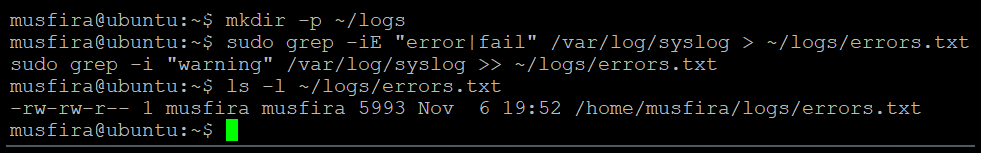 musfira@ubuntu:~$ mkdir -p ~/logs
musfira@ubuntu:~$ sudo grep -iE "error|fail" /var/log/syslog > ~/logs/errors.txt
sudo grep -i "warning" /var/log/syslog >> ~/logs/errors.txt
musfira@ubuntu:~$ ls -l ~/logs/errors.txt
-rw-rw-r-- 1 musfira musfira 5993 Nov  6 19:52 /home/musfira/logs/errors.txt
musfira@ubuntu:~$